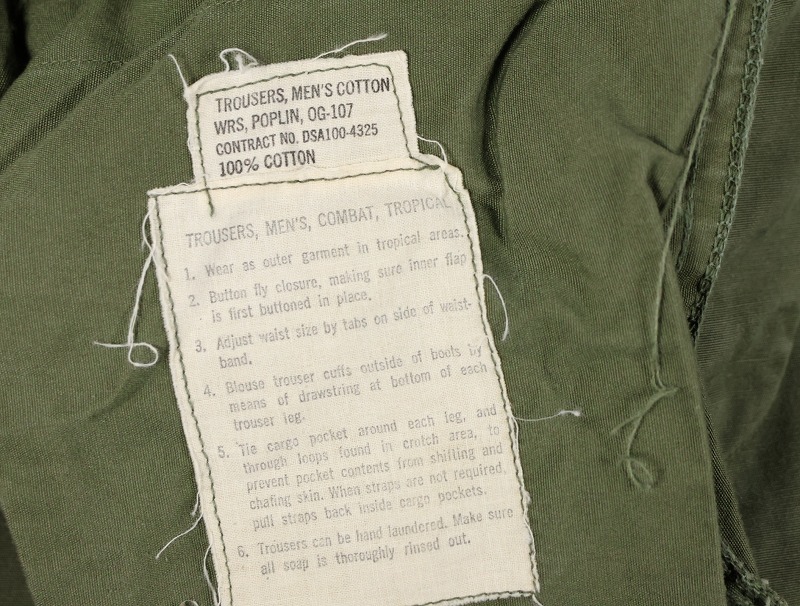 TROUSERS, MEN'S COTTON
WRS, POPLIN, OG-107
CONTRACT NO. DSA100-4325
100% COTTON
TROUSERS, MEN'S, COMBAT, TROPICAL
1. Wear as outer garment in tropical areas.
2. Button fly closure, making sure inner flap
is first buttoned in place.
3. Adjust waist size by tabs on side of waist-
band.
4. Blouse trouser cuffs outside of boots by
means of drawstring at bottom of each
trouser leg.
5. Tie cargo pocket around each leg, and
through loops found in crotch area, to
prevent pocket contents from shifting and
chafing skin. When straps are not required,
pull straps back inside cargo pockets.
6. Trousers can be hand laundered. Make sure
all soap is thoroughly rinsed out.